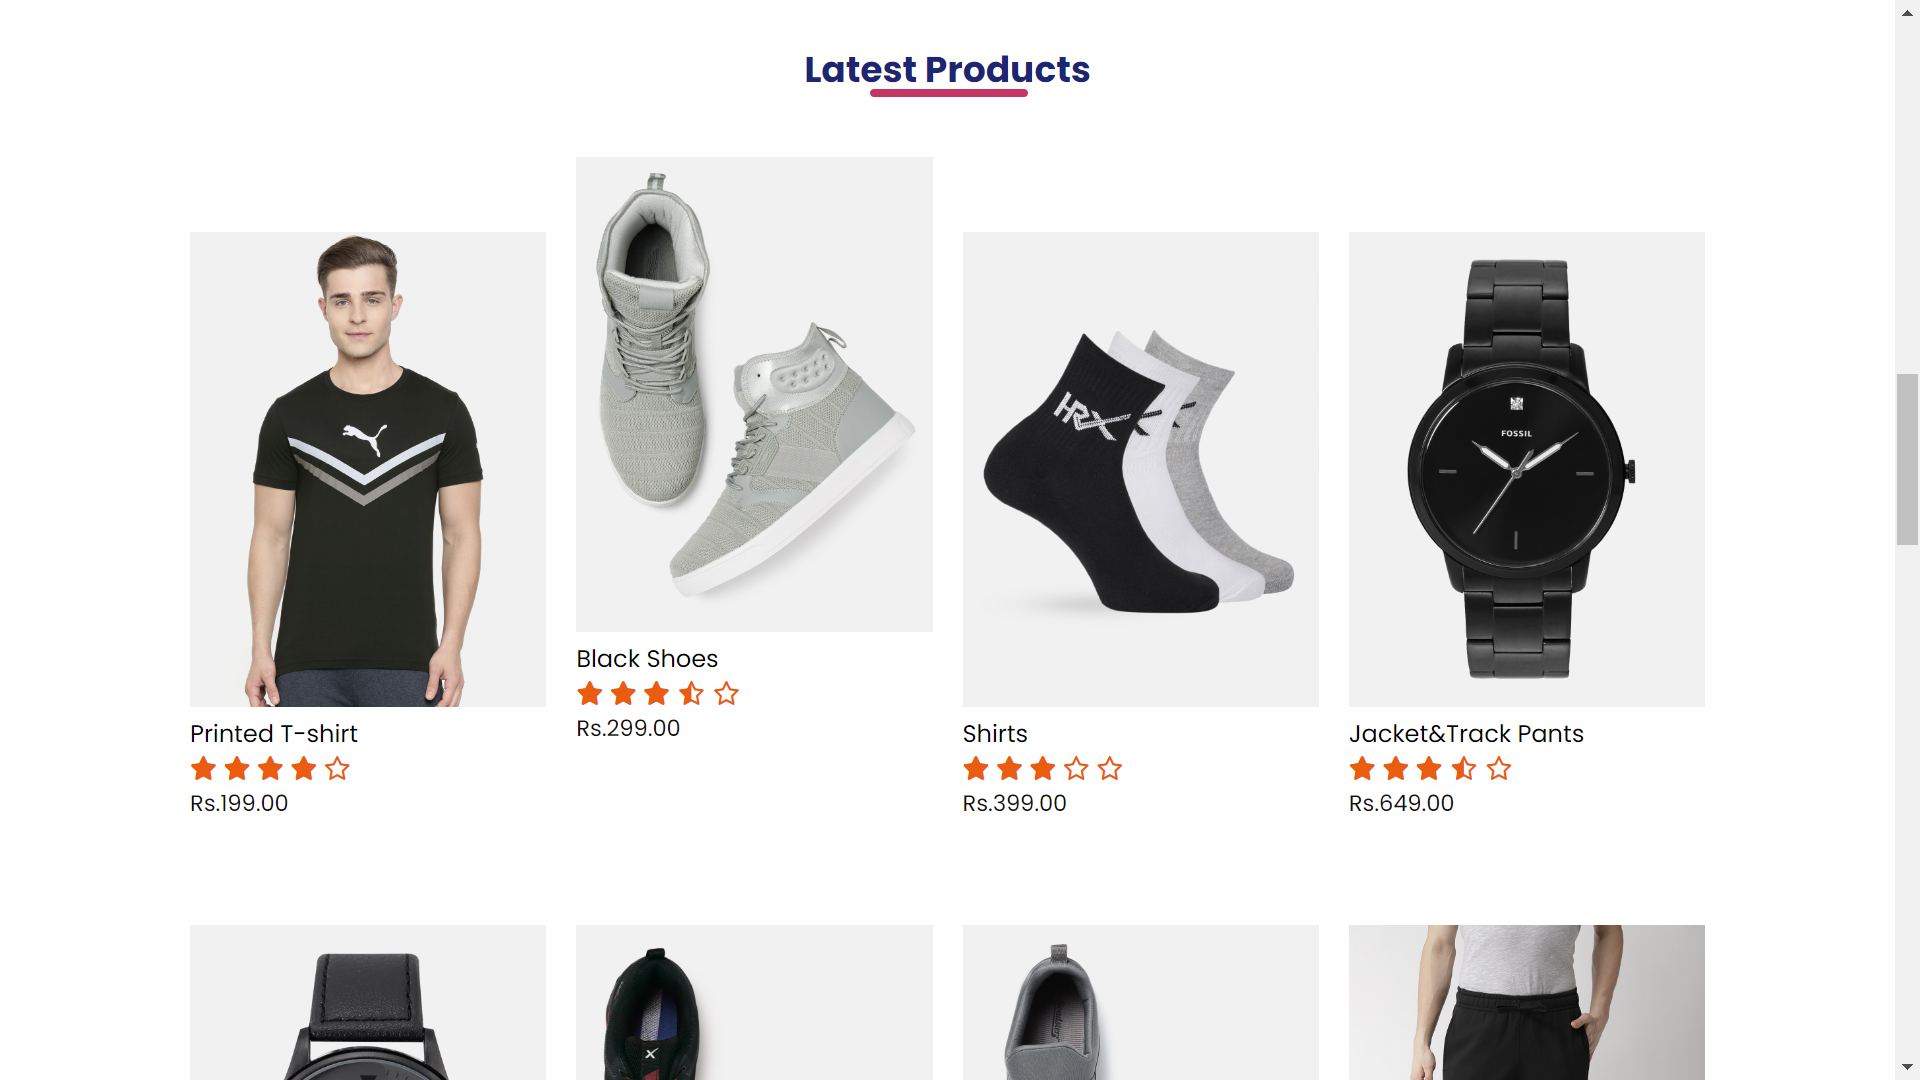 Latest Products
HRX
FOSSIL
Black Shoes
Rs.299.00
Printed T-shirt
Rs.199.00
Shirts
Rs.399.00
Jacket&Track Pants
Rs.649.00
X